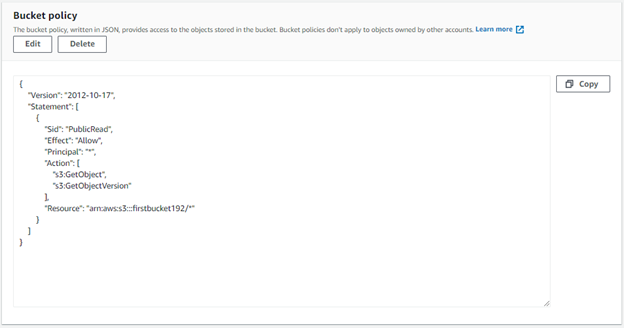 Bucket policy
The bucket policy, written in JSON, provides access to the objects stored in the bucket. Bucket policies don't apply to objects owned by other accounts. Learn more
Edit Delete
Copy
{
"Version": "2012-10-17",
"Statement": [
{
"Sid": "PublicRead",
"Effect": "Allow",
"Principal": "*",
"Action": [
"s3:GetObject",
"s3:GetObjectVersion"
],
"Resource": "arn:aws:s3:::firstbucket192/*"
}
]
}